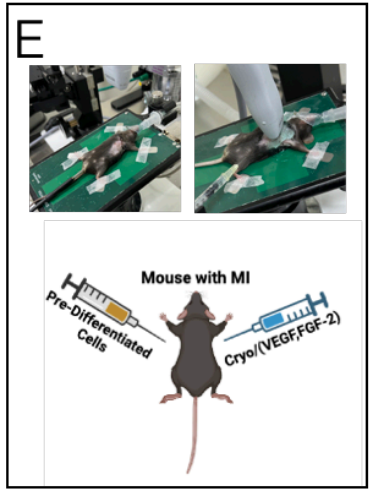 E
Mouse with MI
Pre-Differentiated
Cells
Cryo/(VEGF,FGF-2)